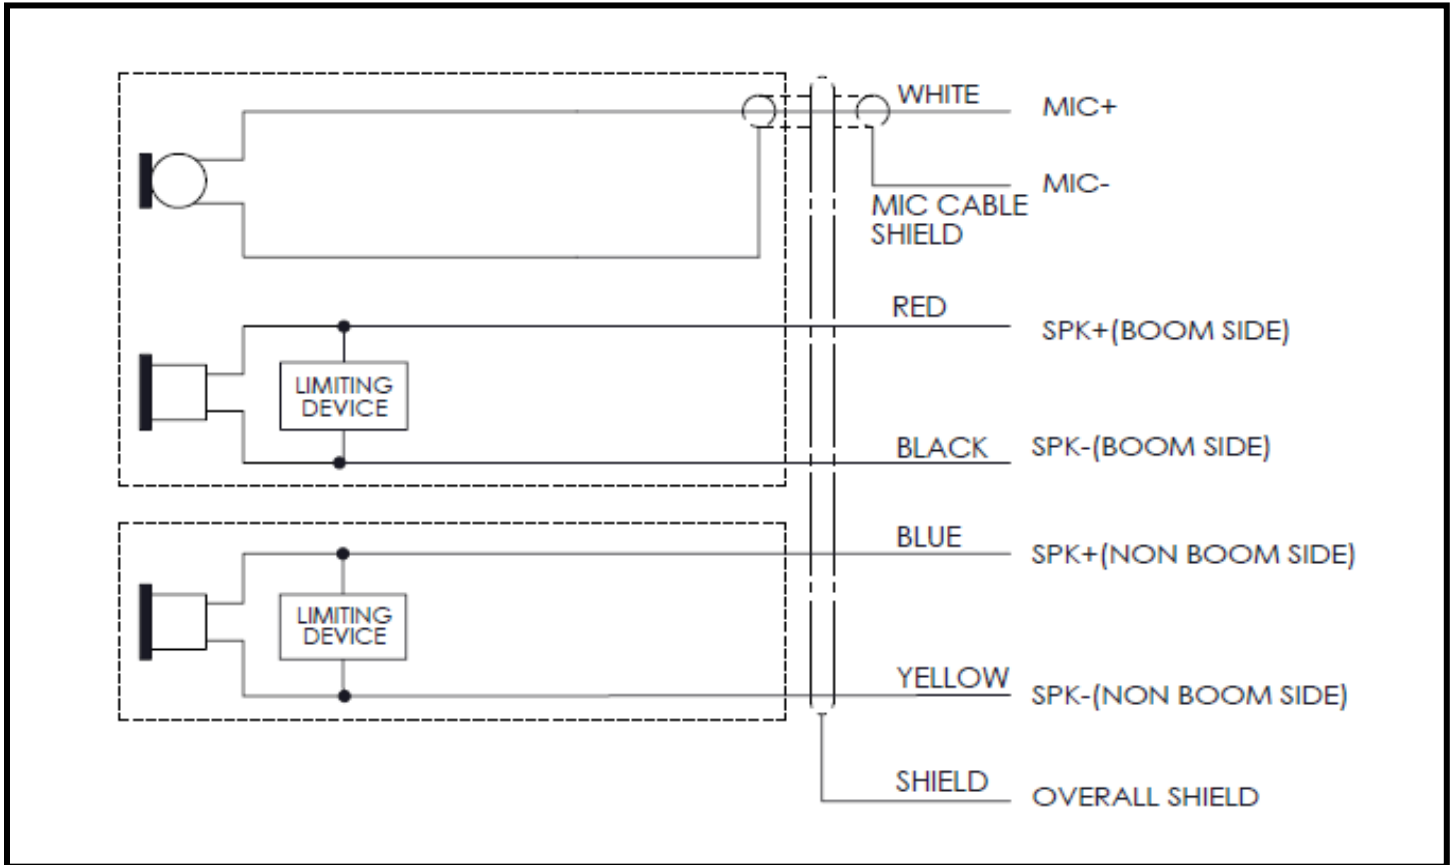 WHITE
MIC+
MIC-
MIC CABLE
SHIELD
RED
SPK+(BOOM SIDE)
LIMITING
DEVICE
BLACK
SPK-(BOOM SIDE)
BLUE
SPK+(NON BOOM SIDE)
LIMITING
DEVICE
YELLOW
SPK-(NON BOOM SIDE)
SHIELD
OVERALL SHIELD